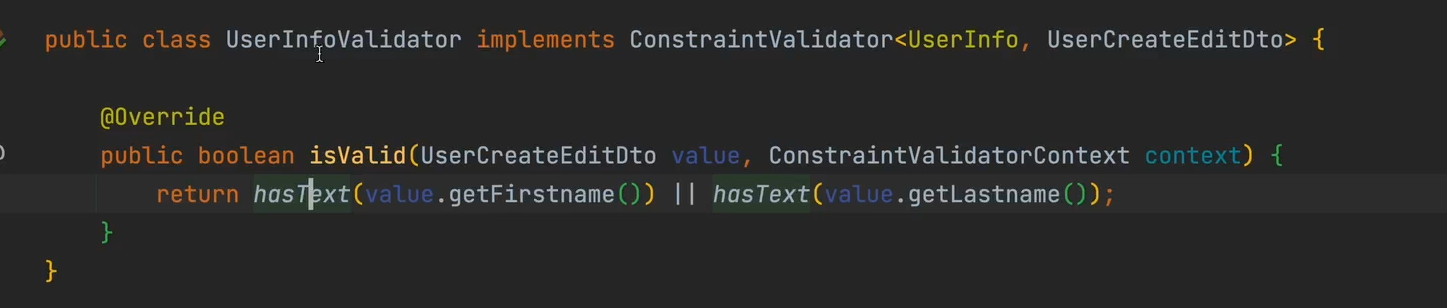 public class UserInfoValidator implements ConstraintValidator<UserInfo, UserCreateEditDto> {
@Override
public boolean isValid(UserCreateEditDto value, ConstraintValidatorContext context) {
return hasText(value.getFirstname()) || hasText(value.getLastname());
}
}